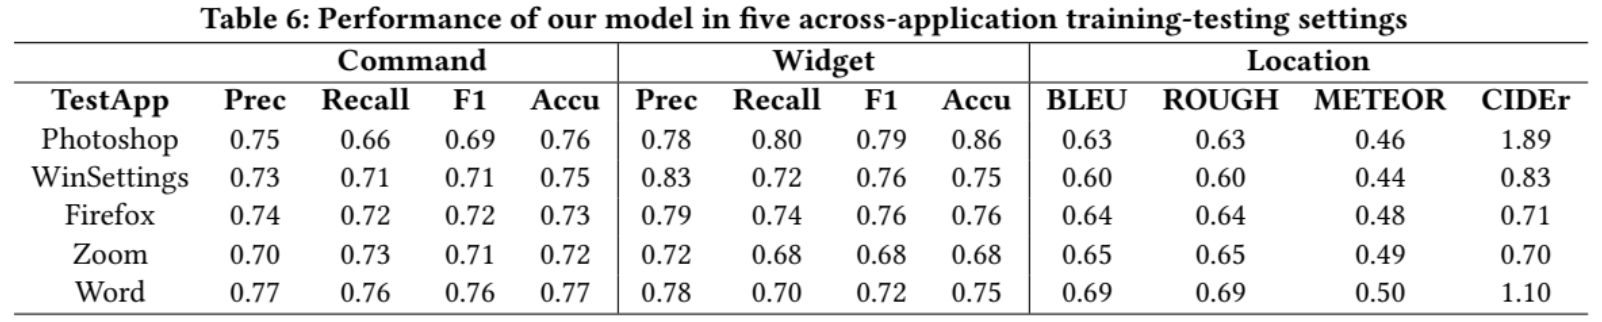 Table 6: Performance of our model in five across-application training-testing settings
Command Widget Location
TestApp Prec Recall F1 Accu Prec Recall F1 Accu BLEU ROUGH METEOR CIDEr
Photoshop 0.75 0.66 0.69 0.76 0.78 0.80 0.79 0.86 0.63 0.63 0.46 1.89
WinSettings 0.73 0.71 0.71 0.75 0.83 0.72 0.76 0.75 0.60 0.60 0.44 0.83
Firefox 0.74 0.72 0.72 0.73 0.79 0.74 0.76 0.76 0.64 0.64 0.48 0.71
Zoom 0.70 0.73 0.71 0.72 0.72 0.68 0.68 0.68 0.65 0.65 0.49 0.70
Word 0.77 0.76 0.76 0.77 0.78 0.70 0.72 0.75 0.69 0.69 0.50 1.10